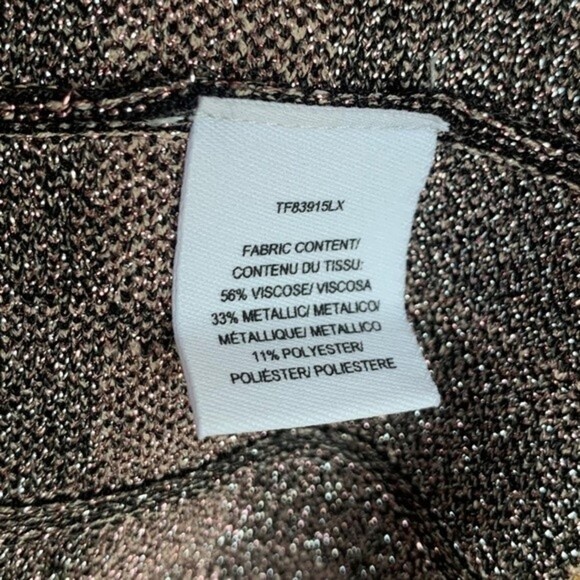 TF83915LX
FABRIC CONTENT/
CONTENU DU TISSU:
56% VISCOSE/ VISCOSA
33% METALLIC/ METALICO/
MÉTALLIQUE/ METALLICO
11% POLYESTER/
POLIÉSTER/ POLIESTERE